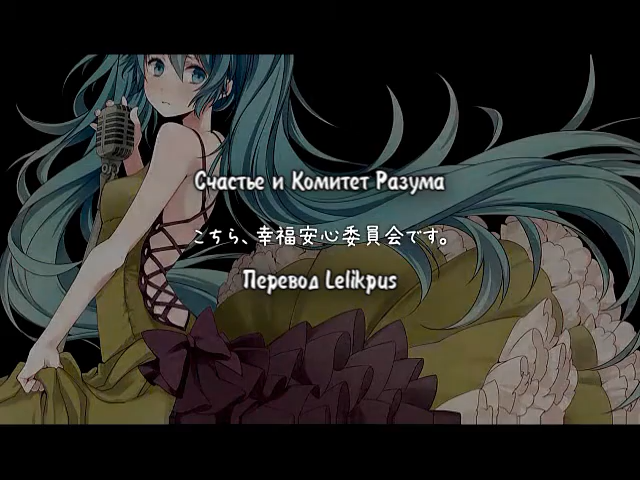 Счастье и Комитет Разума
こちら、幸福安心委員会です。
Перевод Lelikpus